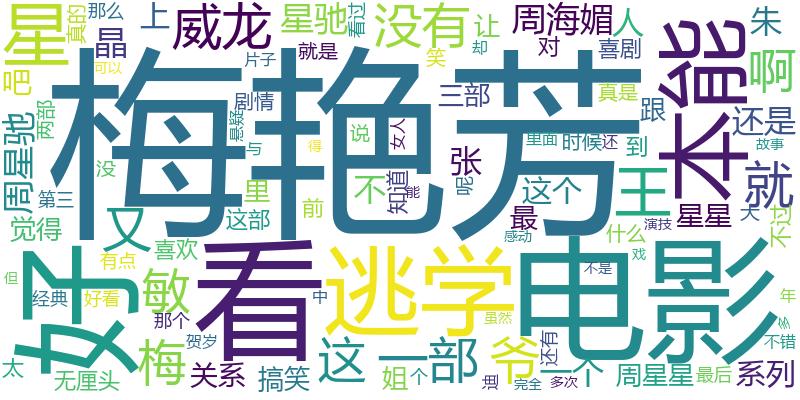 星 那么 真的 上 威龙 星驰 看过 没有 让 周海媚 人 朱
吧 晶 可以 片子 就是 笑 却 对 喜剧 本能 啊
梅艳芳
周星驰 两部 剧情 悬疑 三部 真是 跟 还是
没 与 得 说 女人 里面 时候 还 到 故事
第三 里 不 知道 能 张 呢 这个 王 就
觉得 又 这部 前 最 星星 大 不过
好 看 逃学 电影
喜欢 有点 什么 演技 感动 戏 不是
但 经典 好看 敏 那个 中 虽然 年 多
梅 贺岁 这 一部 爷 还有 一个 不错
太 无厘头 关系 搞笑 姐 个 且 完全 多次 周星星 最后 系列